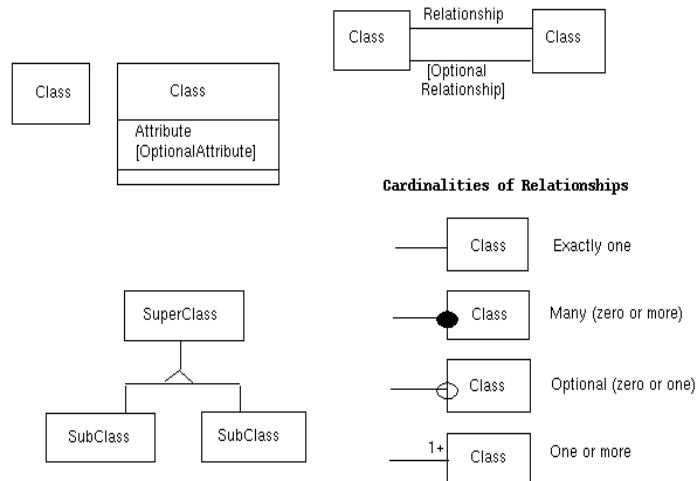 Relationship
Class
Class
[Optional
Relationship]
Class
Class
Attribute
[OptionalAttribute]
Cardinalities of Relationships
Class
Exactly one
Class
Many (zero or more)
Class
Optional (zero or one)
1+
Class
One or more
SuperClass
SubClass
SubClass